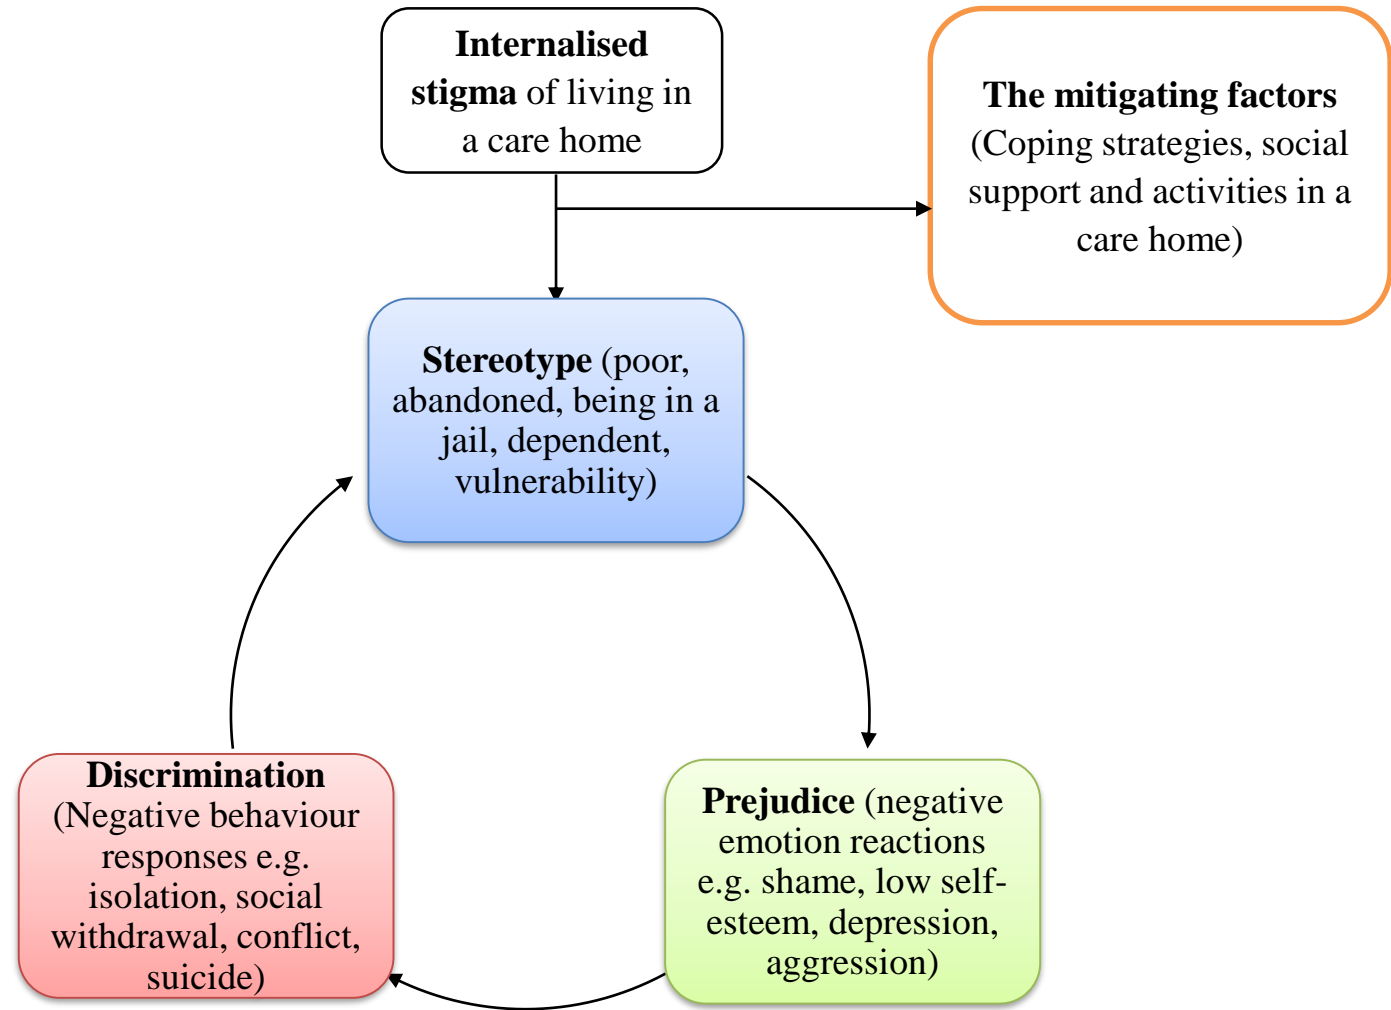 Internalised
stigma of living in
a care home
The mitigating factors
(Coping strategies, social
support and activities in a
care home)
Stereotype (poor,
abandoned, being in a
jail, dependent,
vulnerability)
Discrimination
(Negative behaviour
responses e.g.
isolation, social
withdrawal, conflict,
suicide)
Prejudice (negative
emotion reactions
e.g. shame, low self-
esteem, depression,
aggression)